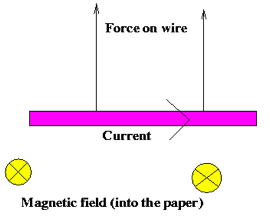 Force on wire
Current
Magnetic field (into the paper)